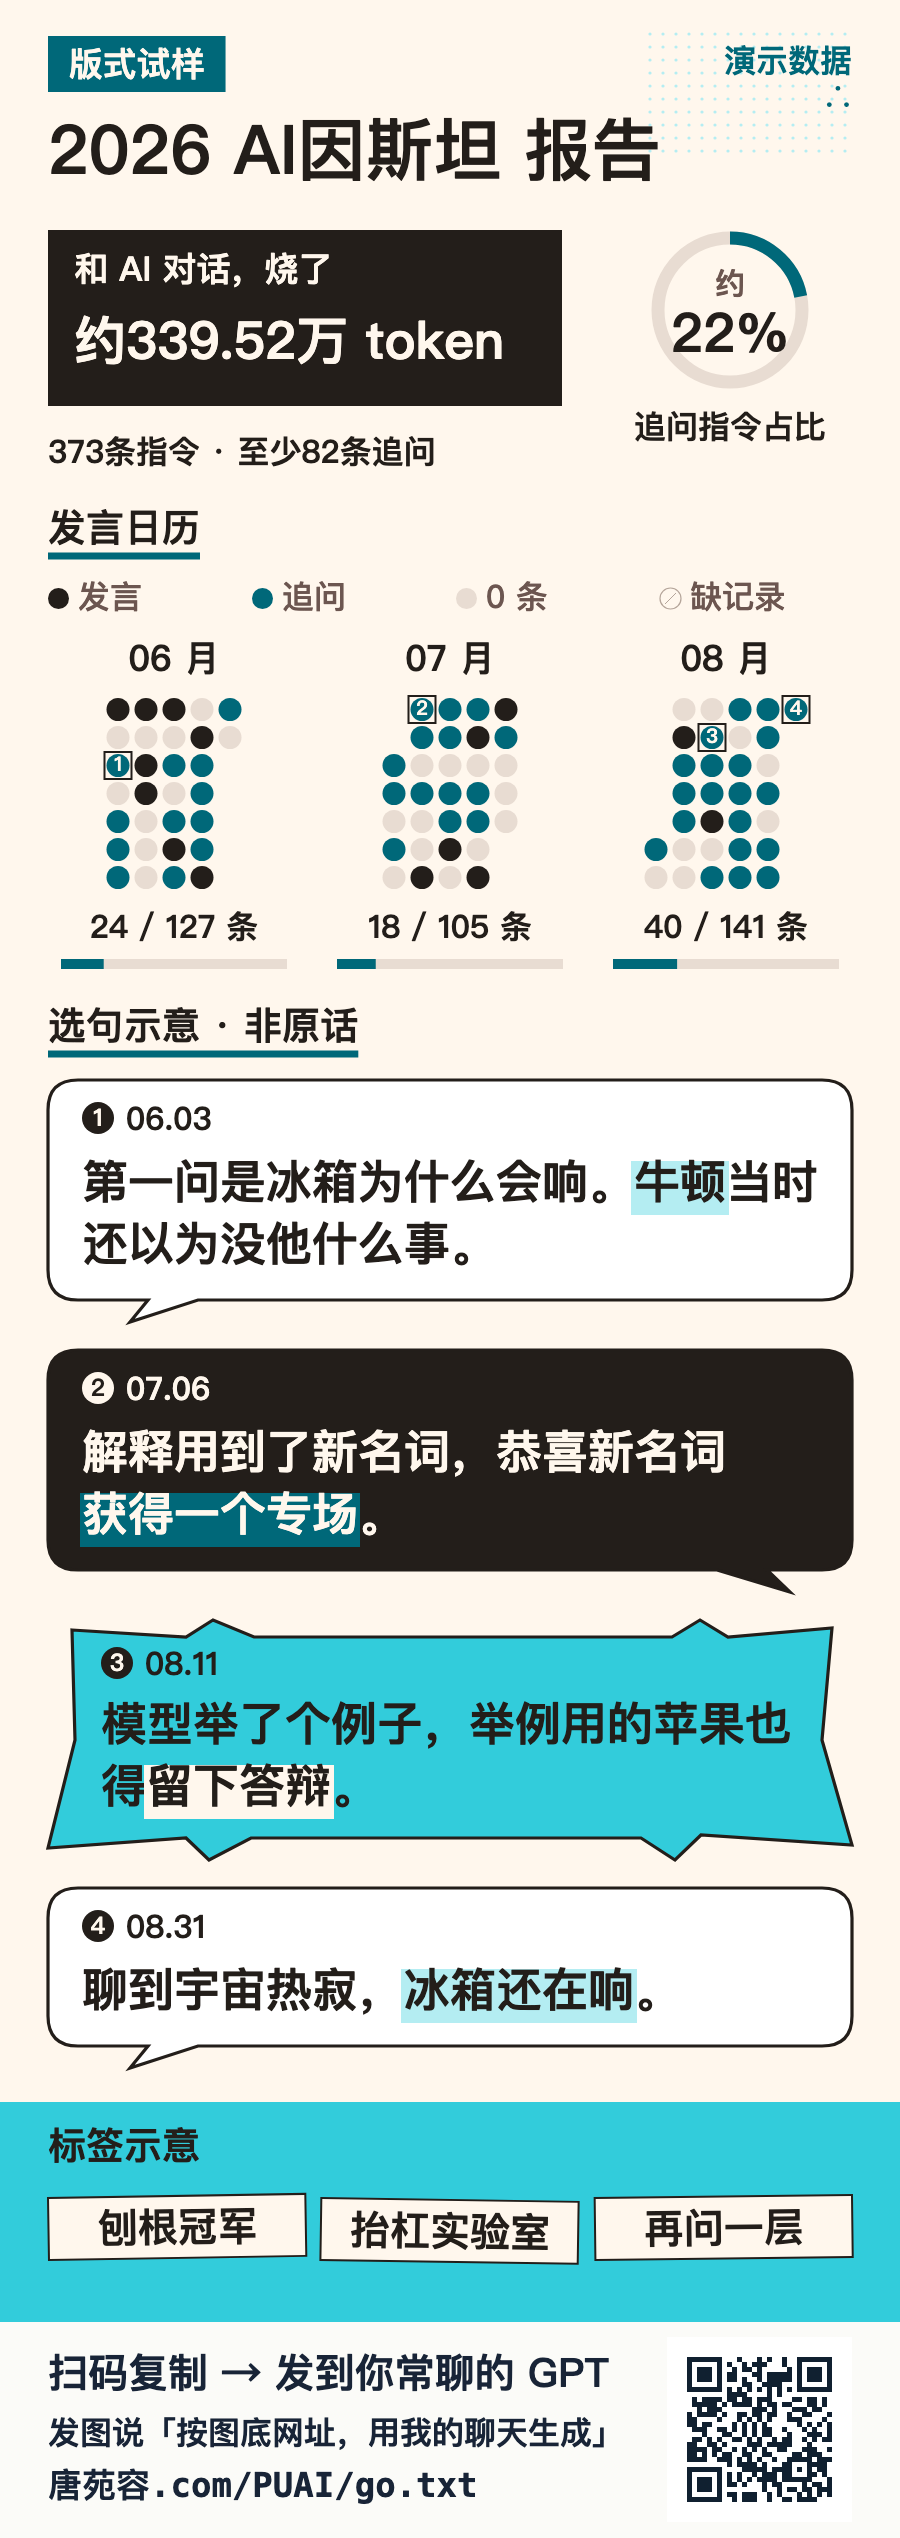 版式试样
演示数据
2026 AI因斯坦 报告
和 AI 对话，烧了
约339.52万 token
约
22%
追问指令占比
373条指令 · 至少82条追问
发言日历
发言 追问 0 条 缺记录
06 月 07 月 08 月
2 4
3
1
24 / 127 条 18 / 105 条 40 / 141 条
选句示意 · 非原话
1 06.03
第一问是冰箱为什么会响。牛顿当时
还以为没他什么事。
2 07.06
解释用到了新名词，恭喜新名词
获得一个专场。
3 08.11
模型举了个例子，举例用的苹果也
得留下答辩。
4 08.31
聊到宇宙热寂，冰箱还在响。
标签示意
刨根冠军 抬杠实验室 再问一层
扫码复制 → 发到你常聊的 GPT
发图说「按图底网址，用我的聊天生成」
唐苑容.com/PUAI/go.txt